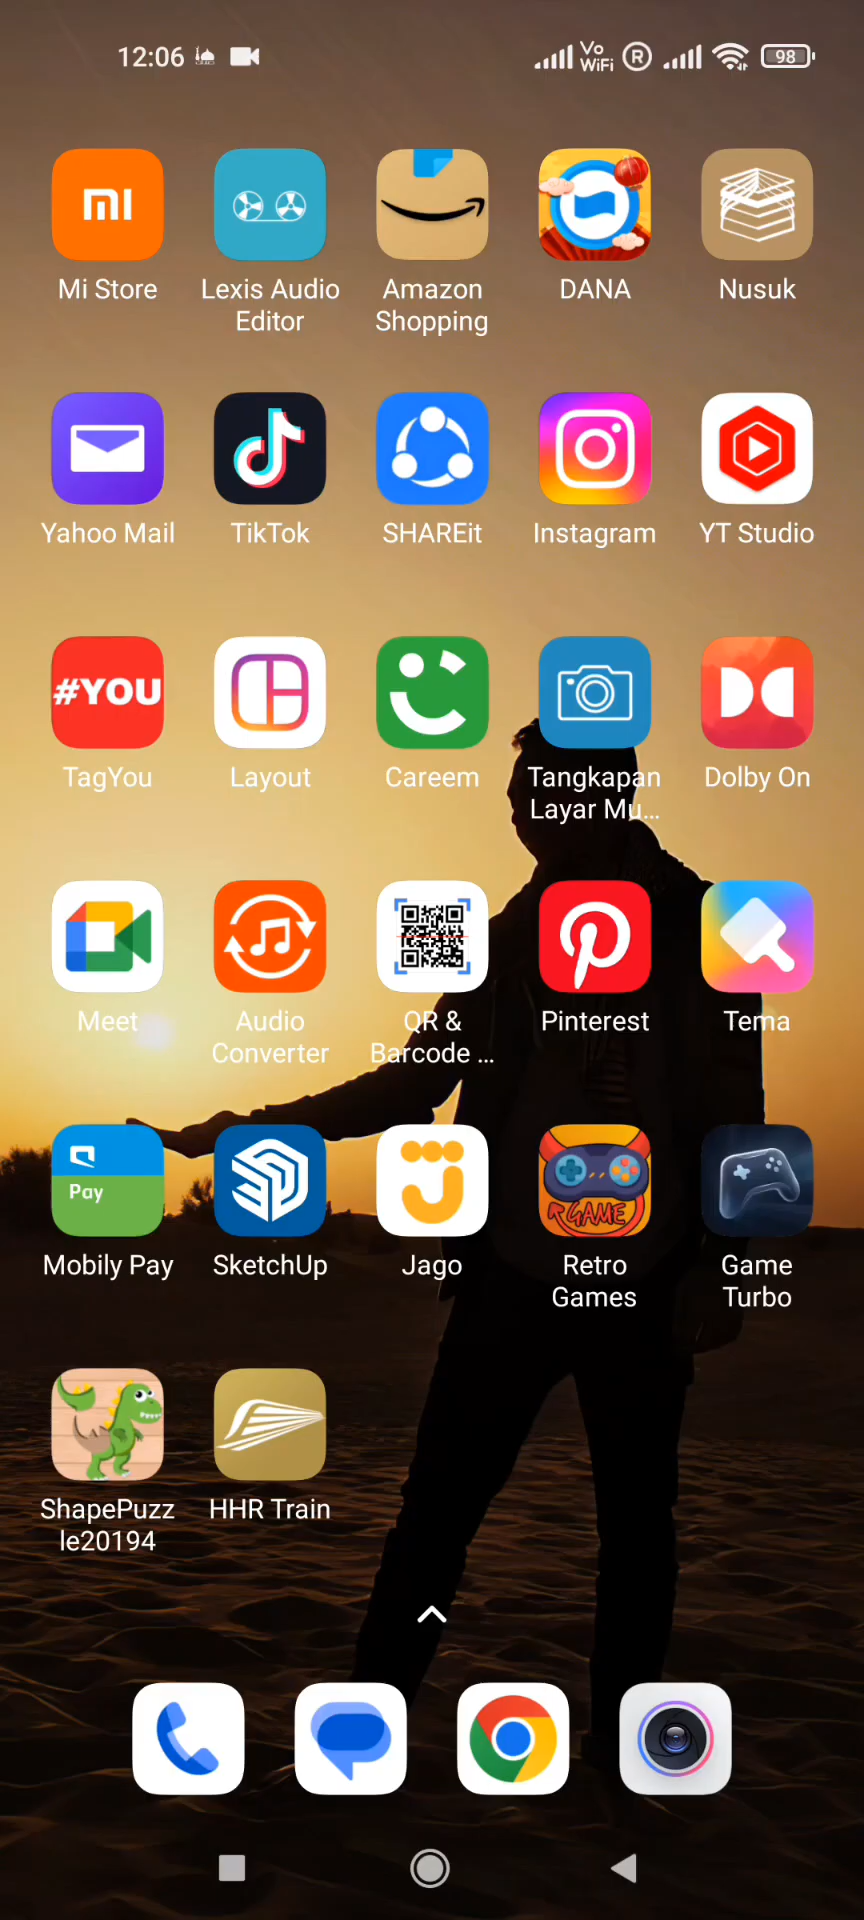 12:06
Vo
WiFi
R
98
mi
Mi Store
Lexis Audio
Editor
Amazon
Shopping
DANA
Nusuk
Yahoo Mail
TikTok
SHAREit
Instagram
YT Studio
#YOU
TagYou
Layout
Careem
Tangkapan
Layar Mu...
Dolby On
Meet
Audio
Converter
QR &
Barcode ...
Pinterest
Tema
Pay
Mobily Pay
SketchUp
Jago
GAME
Retro
Games
Game
Turbo
ShapePuzz
le20194
HHR Train